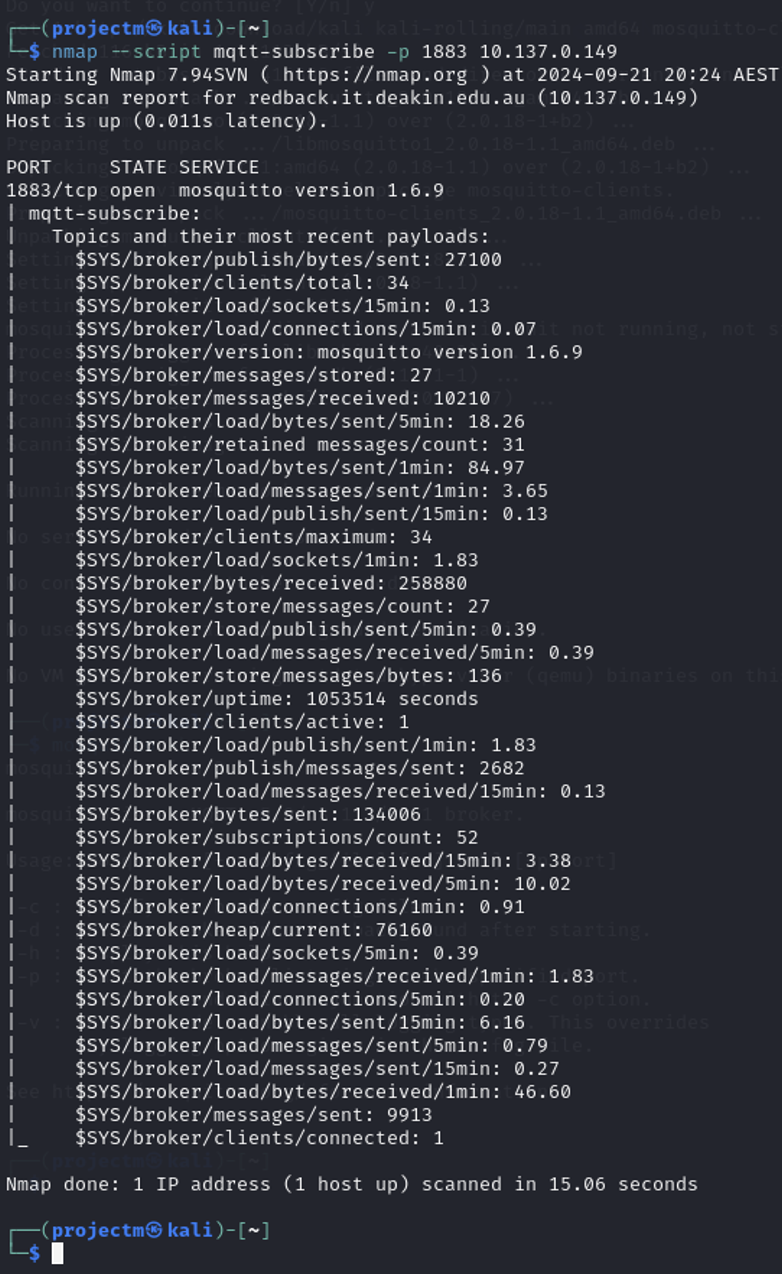 Do you want to continue? [Y/n] y
┌──(projectm㉿kali)-[~]
└─$ nmap --script mqtt-subscribe -p 1883 10.137.0.149
Starting Nmap 7.94SVN ( https://nmap.org ) at 2024-09-21 20:24 AEST
Nmap scan report for redback.it.deakin.edu.au (10.137.0.149)
Host is up (0.011s latency).
PORT     STATE SERVICE
1883/tcp open  mosquitto version 1.6.9
| mqtt-subscribe:
|   Topics and their most recent payloads:
|     $SYS/broker/publish/bytes/sent: 27100
|     $SYS/broker/clients/total: 34
|     $SYS/broker/load/sockets/15min: 0.13
|     $SYS/broker/load/connections/15min: 0.07
|     $SYS/broker/version: mosquitto version 1.6.9
|     $SYS/broker/messages/stored: 27
|     $SYS/broker/messages/received: 10210
|     $SYS/broker/load/bytes/sent/5min: 18.26
|     $SYS/broker/retained messages/count: 31
|     $SYS/broker/load/bytes/sent/1min: 84.97
|     $SYS/broker/load/messages/sent/1min: 3.65
|     $SYS/broker/load/publish/sent/15min: 0.13
|     $SYS/broker/clients/maximum: 34
|     $SYS/broker/load/sockets/1min: 1.83
|     $SYS/broker/bytes/received: 258880
|     $SYS/broker/store/messages/count: 27
|     $SYS/broker/load/publish/sent/5min: 0.39
|     $SYS/broker/load/messages/received/5min: 0.39
|     $SYS/broker/store/messages/bytes: 136
|     $SYS/broker/uptime: 1053514 seconds
|     $SYS/broker/clients/active: 1
|     $SYS/broker/load/publish/sent/1min: 1.83
|     $SYS/broker/publish/messages/sent: 2682
|     $SYS/broker/load/messages/received/15min: 0.13
|     $SYS/broker/bytes/sent: 134006
|     $SYS/broker/subscriptions/count: 52
|     $SYS/broker/load/bytes/received/15min: 3.38
|     $SYS/broker/load/bytes/received/5min: 10.02
|     $SYS/broker/load/connections/1min: 0.91
|     $SYS/broker/heap/current: 76160
|     $SYS/broker/load/sockets/5min: 0.39
|     $SYS/broker/load/messages/received/1min: 1.83
|     $SYS/broker/load/connections/5min: 0.20
|     $SYS/broker/load/bytes/sent/15min: 6.16
|     $SYS/broker/load/messages/sent/5min: 0.79
|     $SYS/broker/load/messages/sent/15min: 0.27
|     $SYS/broker/load/bytes/received/1min: 46.60
|     $SYS/broker/messages/sent: 9913
|_    $SYS/broker/clients/connected: 1
Nmap done: 1 IP address (1 host up) scanned in 15.06 seconds
┌──(projectm㉿kali)-[~]
└─$